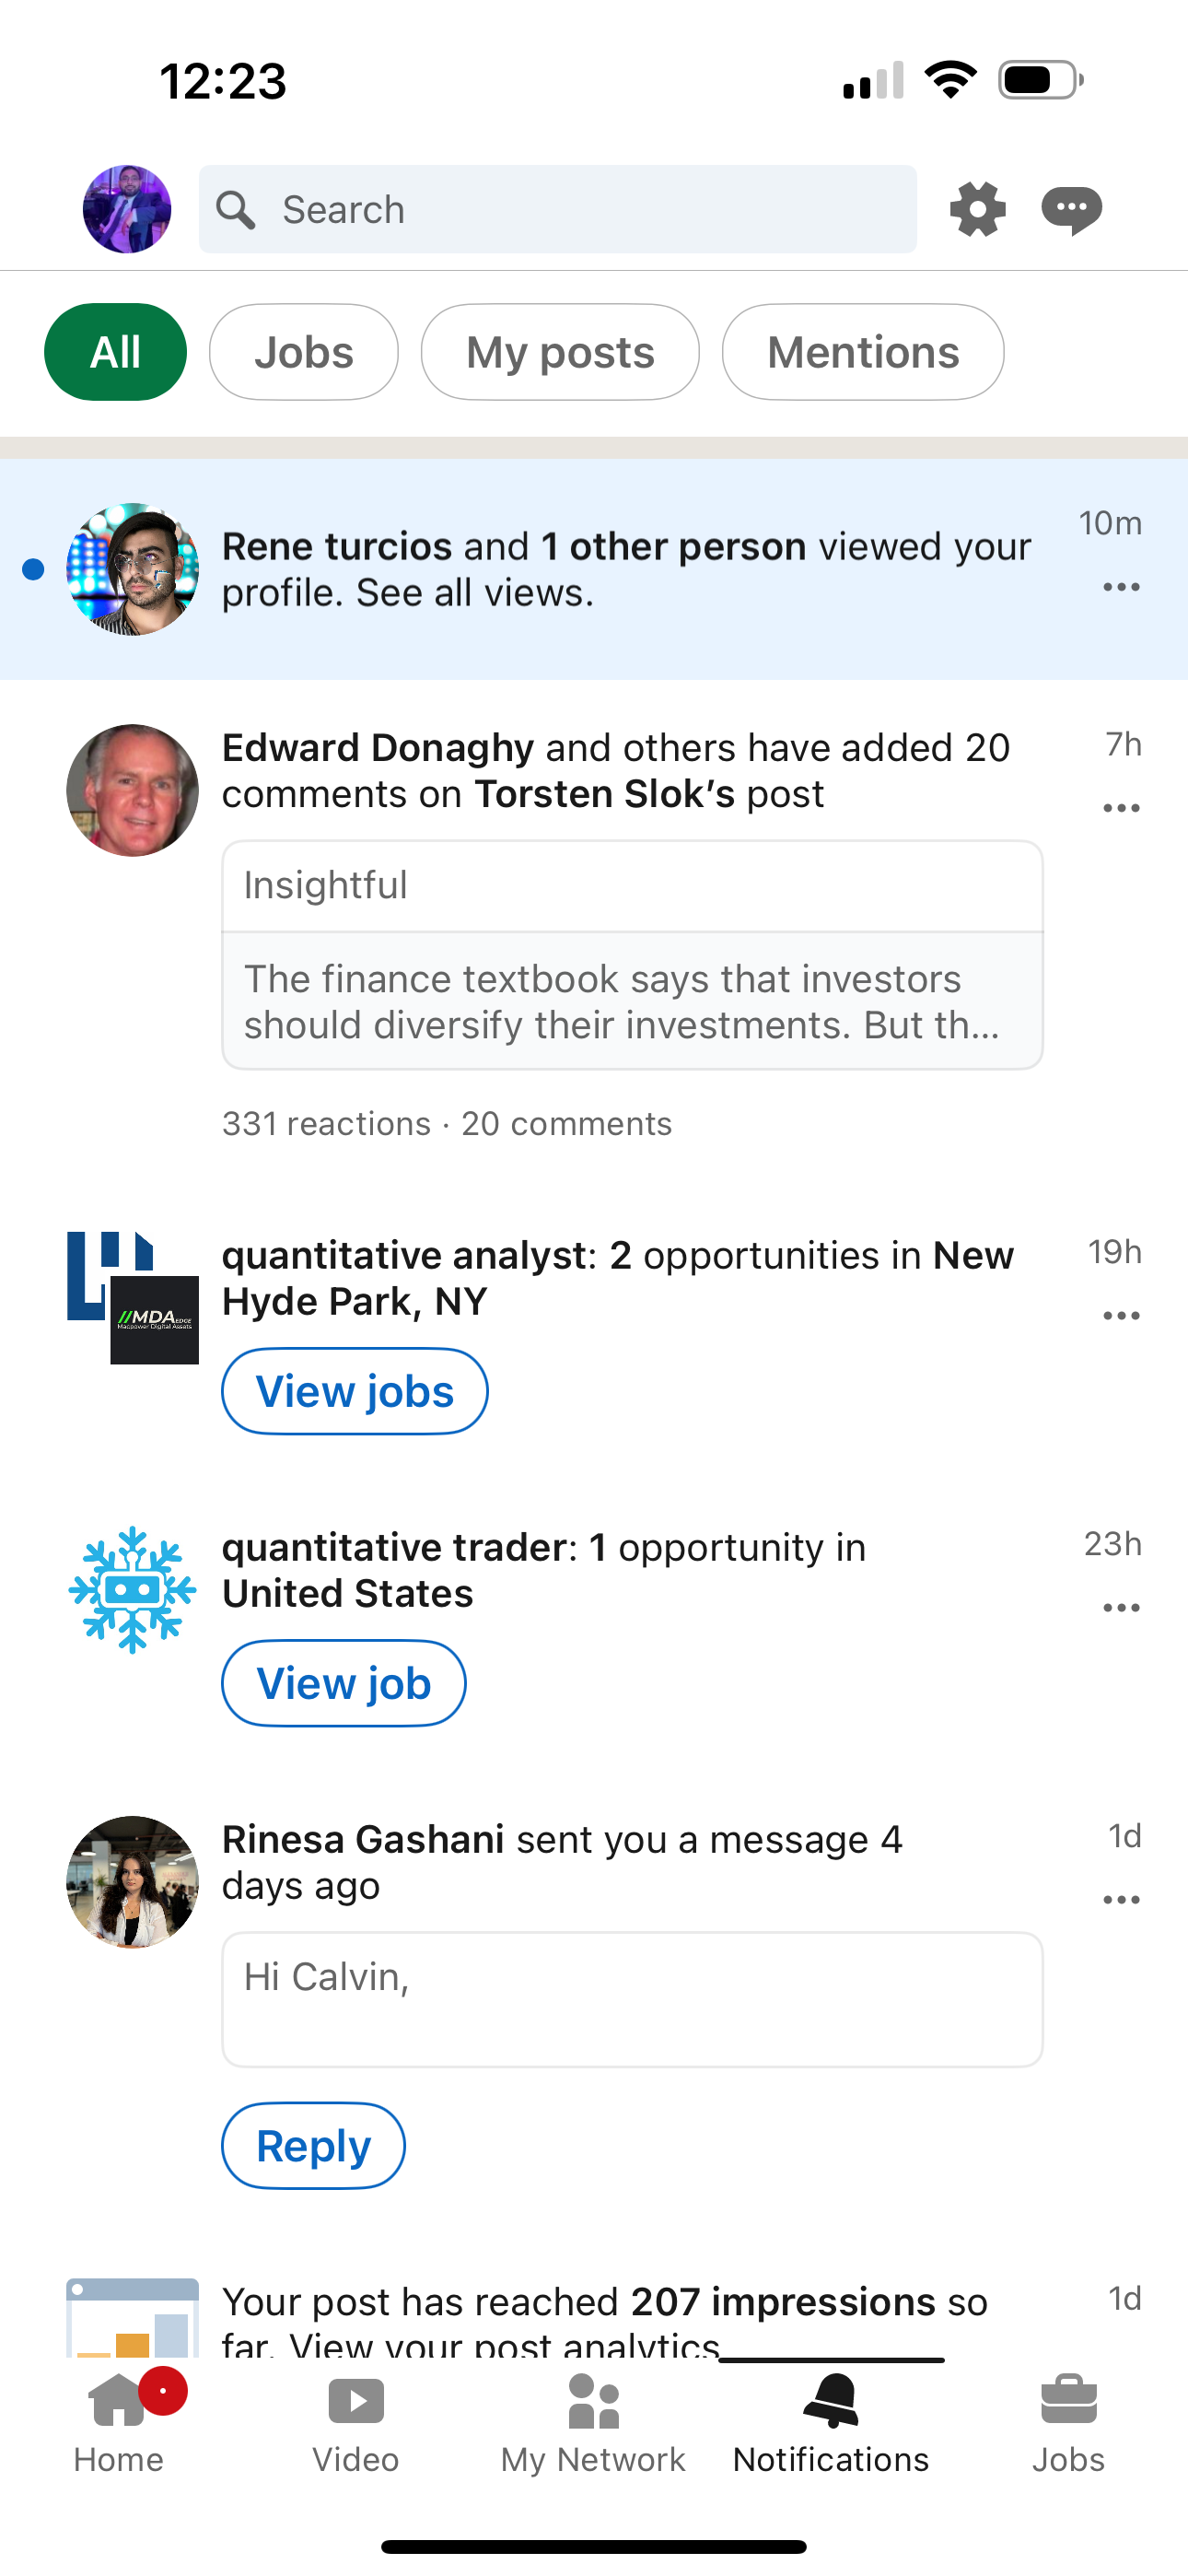 12:23
Search
All
Jobs
My posts
Mentions
Rene turcios and 1 other person viewed your
profile. See all views.
10m
Edward Donaghy and others have added 20
comments on Torsten Slok’s post
7h
Insightful
The finance textbook says that investors
should diversify their investments. But th...
331 reactions · 20 comments
quantitative analyst: 2 opportunities in New
Hyde Park, NY
19h
//MDA EDGE
Macpower Digital Assets
View jobs
quantitative trader: 1 opportunity in
United States
23h
View job
Rinesa Gashani sent you a message 4
days ago
1d
Hi Calvin,
Reply
Your post has reached 207 impressions so
far. View your post analytics
1d
Home
Video
My Network
Notifications
Jobs